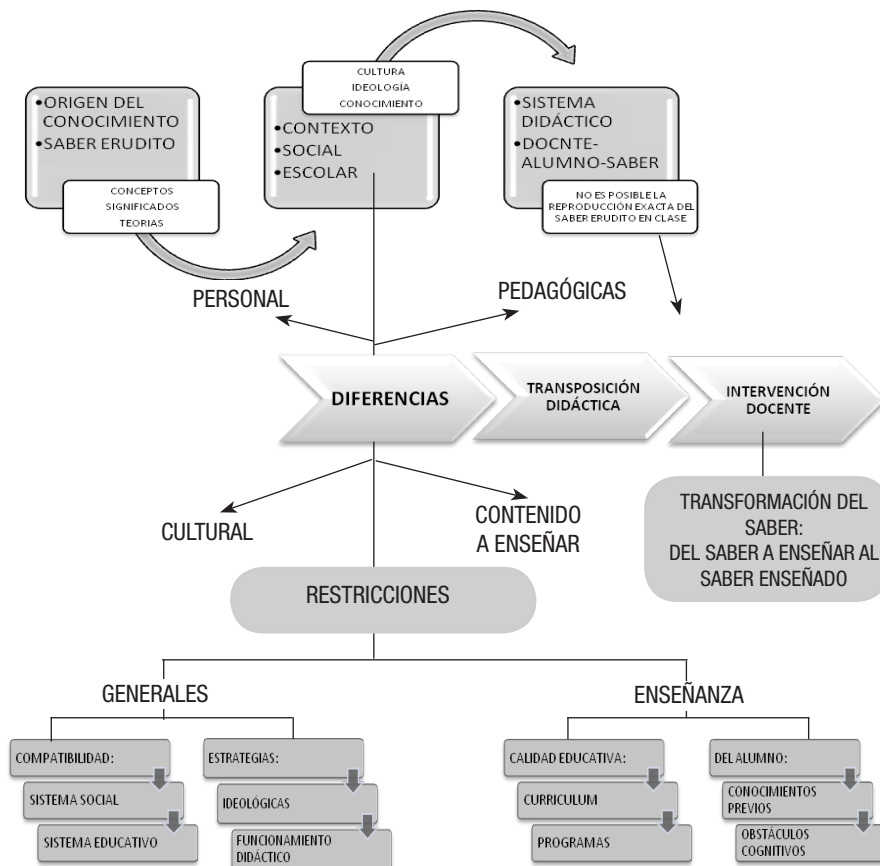 •ORIGEN DEL
CONOCIMIENTO
•SABER ERUDITO
CONCEPTOS
SIGNIFICADOS
TEORIAS
CULTURA
IDEOLOGÍA
CONOCIMIENTO
•CONTEXTO
•SOCIAL
•ESCOLAR
•SISTEMA
DIDÁCTICO
•DOCNTE-
ALUMNO-SABER
NO ES POSIBLE LA
REPRODUCCIÓN EXACTA DEL
SABER ERUDITO EN CLASE
PERSONAL
PEDAGÓGICAS
DIFERENCIAS
TRANSPOSICIÓN
DIDÁCTICA
INTERVENCIÓN
DOCENTE
CULTURAL
CONTENIDO
A ENSEÑAR
TRANSFORMACIÓN DEL
SABER:
DEL SABER A ENSEÑAR AL
SABER ENSEÑADO
RESTRICCIONES
GENERALES
ENSEÑANZA
COMPATIBILIDAD:
SISTEMA SOCIAL
SISTEMA EDUCATIVO
ESTRATEGIAS:
IDEOLÓGICAS
FUNCIONAMIENTO
DIDÁCTICO
CALIDAD EDUCATIVA:
CURRICULUM
PROGRAMAS
DEL ALUMNO:
CONOCIMIENTOS
PREVIOS
OBSTÁCULOS
COGNITIVOS